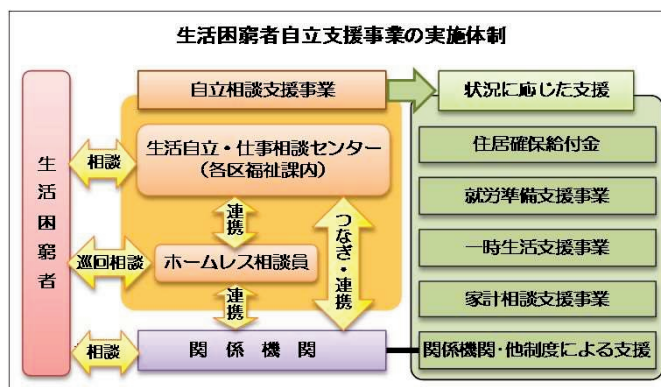 生活困窮者自立支援事業の実施体制
自立相談支援事業
状況に応じた支援
生活困窮者
相談
生活自立・仕事相談センター
(各区福祉課内)
住居確保給付金
連携
つなぎ・連携
就労準備支援事業
巡回相談
ホームレス相談員
一時生活支援事業
連携
家計相談支援事業
相談
関係機関
関係機関・他制度による支援